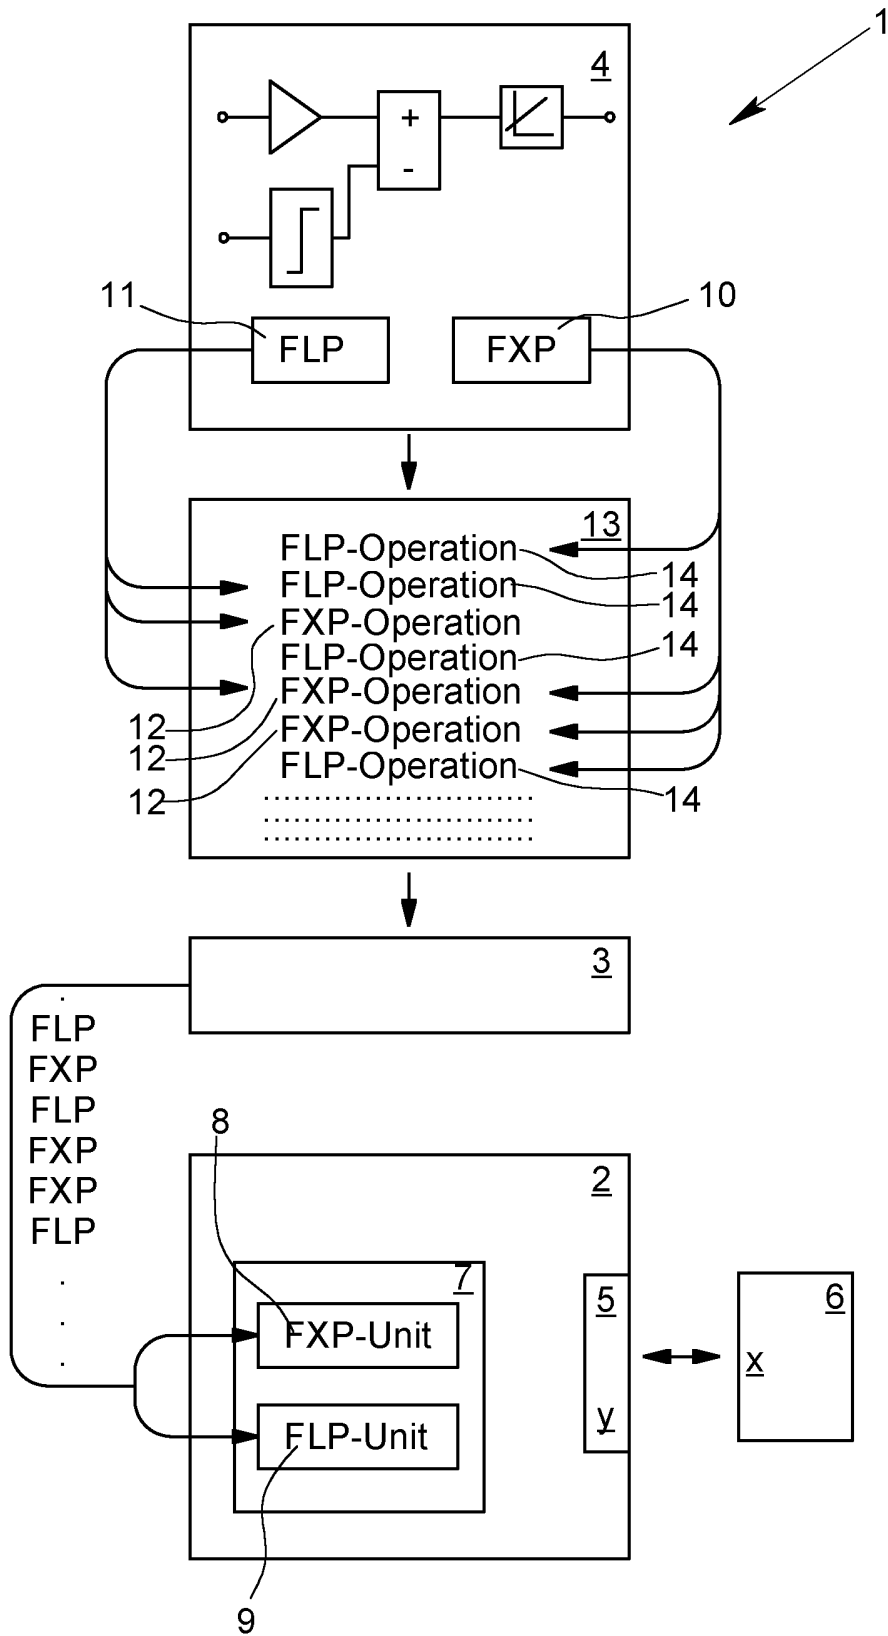 1
4
+
-
11
10
FLP
FXP
13
FLP-Operation
14
FLP-Operation
14
FXP-Operation
FLP-Operation
14
FXP-Operation
12
FXP-Operation
12
FLP-Operation
12
14
3
FLP
FXP
FLP
FXP
FXP
FLP
8
2
7
5
6
FXP-Unit
x
y
FLP-Unit
9